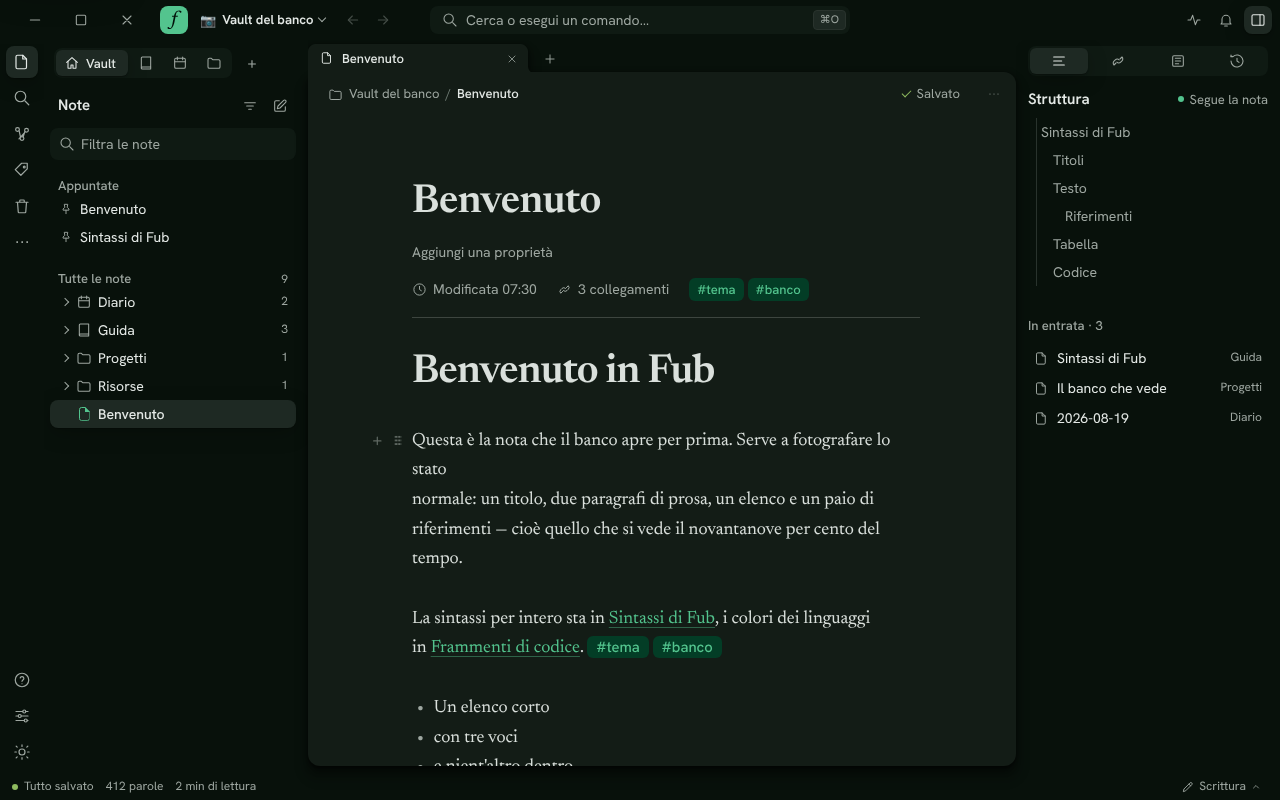 f
Vault del banco
Cerca o esegui un comando…
⌘O
Vault
Note
Filtra le note
Appuntate
Benvenuto
Sintassi di Fub
Tutte le note 9
Diario 2
Guida 3
Progetti 1
Risorse 1
Benvenuto
Benvenuto
Vault del banco / Benvenuto
Salvato
Benvenuto
Aggiungi una proprietà
Modificata 07:30 3 collegamenti #tema #banco
Benvenuto in Fub
Questa è la nota che il banco apre per prima. Serve a fotografare lo
stato
normale: un titolo, due paragrafi di prosa, un elenco e un paio di
riferimenti — cioè quello che si vede il novantanove per cento del
tempo.
La sintassi per intero sta in Sintassi di Fub, i colori dei linguaggi
in Frammenti di codice. #tema #banco
• Un elenco corto
• con tre voci
• e nient'altro dentro
Struttura
Segue la nota
Sintassi di Fub
Titoli
Testo
Riferimenti
Tabella
Codice
In entrata · 3
Sintassi di Fub Guida
Il banco che vede Progetti
2026-08-19 Diario
Tutto salvato 412 parole 2 min di lettura
Scrittura